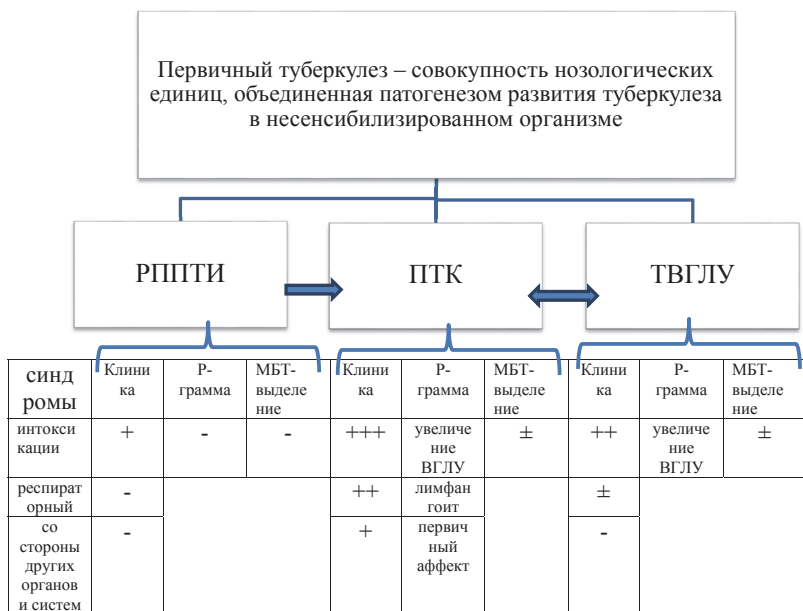 Первичный туберкулез – совокупность нозологических
единиц, объединенная патогенезом развития туберкулеза
в несенсибилизированном организме
РППТИ
ПТК
ТВГЛУ
синд
ромы
Клини
ка
Р-
грамма
МБТ-
выделе
ние
Клини
ка
Р-
грамма
МБТ-
выделе
ние
Клини
ка
Р-
грамма
МБТ-
выделе
ние
интокси
кации
+
-
-
+++
увеличе
ние
ВГЛУ
±
++
увеличе
ние
ВГЛУ
±
респират
орный
-
++
лимфан
гоит
±
со
стороны
других
органов
и систем
-
+
первич
ный
аффект
-